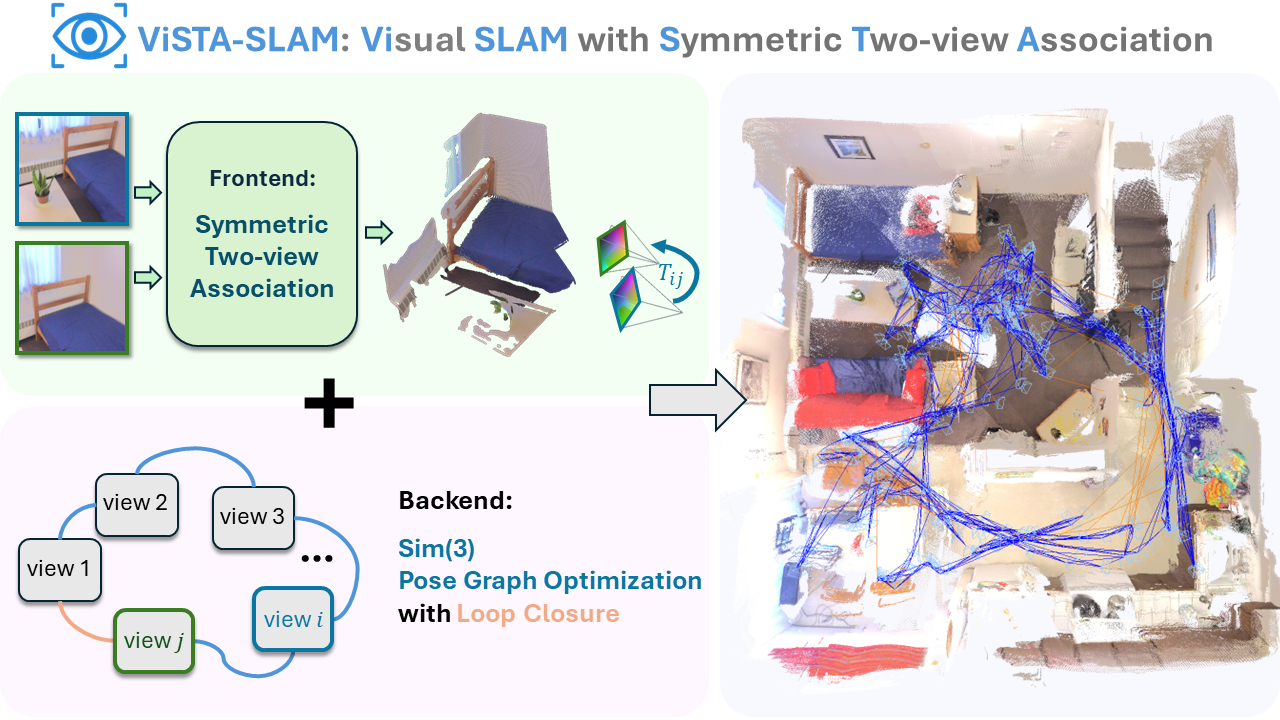 ViSTA-SLAM: Visual SLAM with Symmetric Two-view Association
Frontend:
Symmetric
Two-view
Association
T_{ij}
view 1
view 2
view 3
...
view i
view j
Backend:
Sim(3)
Pose Graph Optimization
with Loop Closure